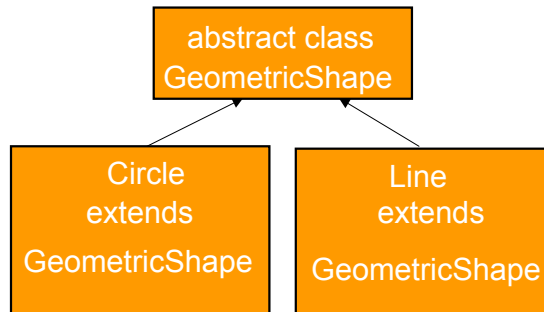 abstract class
GeometricShape
Circle
extends
GeometricShape
Line
extends
GeometricShape